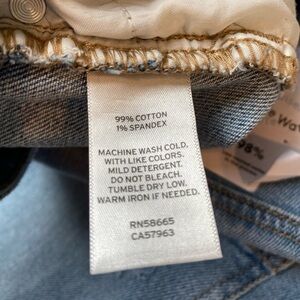 99% COTTON
1% SPANDEX
MACHINE WASH COLD,
WITH LIKE COLORS.
MILD DETERGENT.
DO NOT BLEACH.
TUMBLE DRY LOW.
WARM IRON IF NEEDED.
RN58665
CA57963
98%